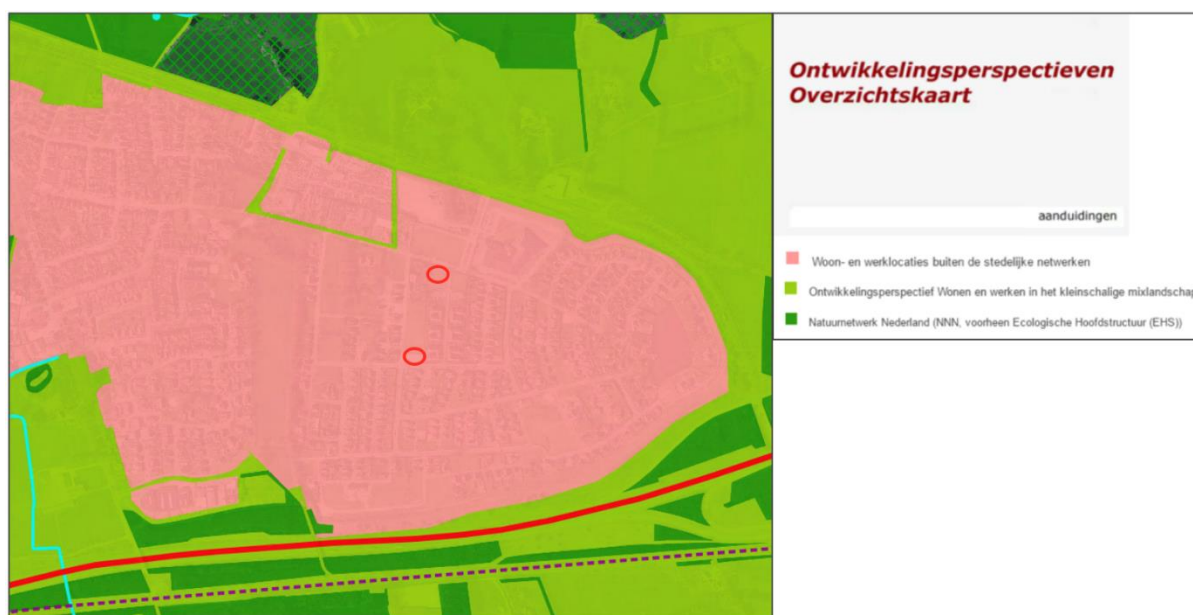 Ontwikkelingsperspectieven
Overzichtskaart
aanduidingen
Woon- en werklocaties buiten de stedelijke netwerken
Ontwikkelingsperspectief Wonen en werken in het kleinschalige mixlandschap
Natuurnetwerk Nederland (NNN, voorheen Ecologische Hoofdstructuur (EHS))